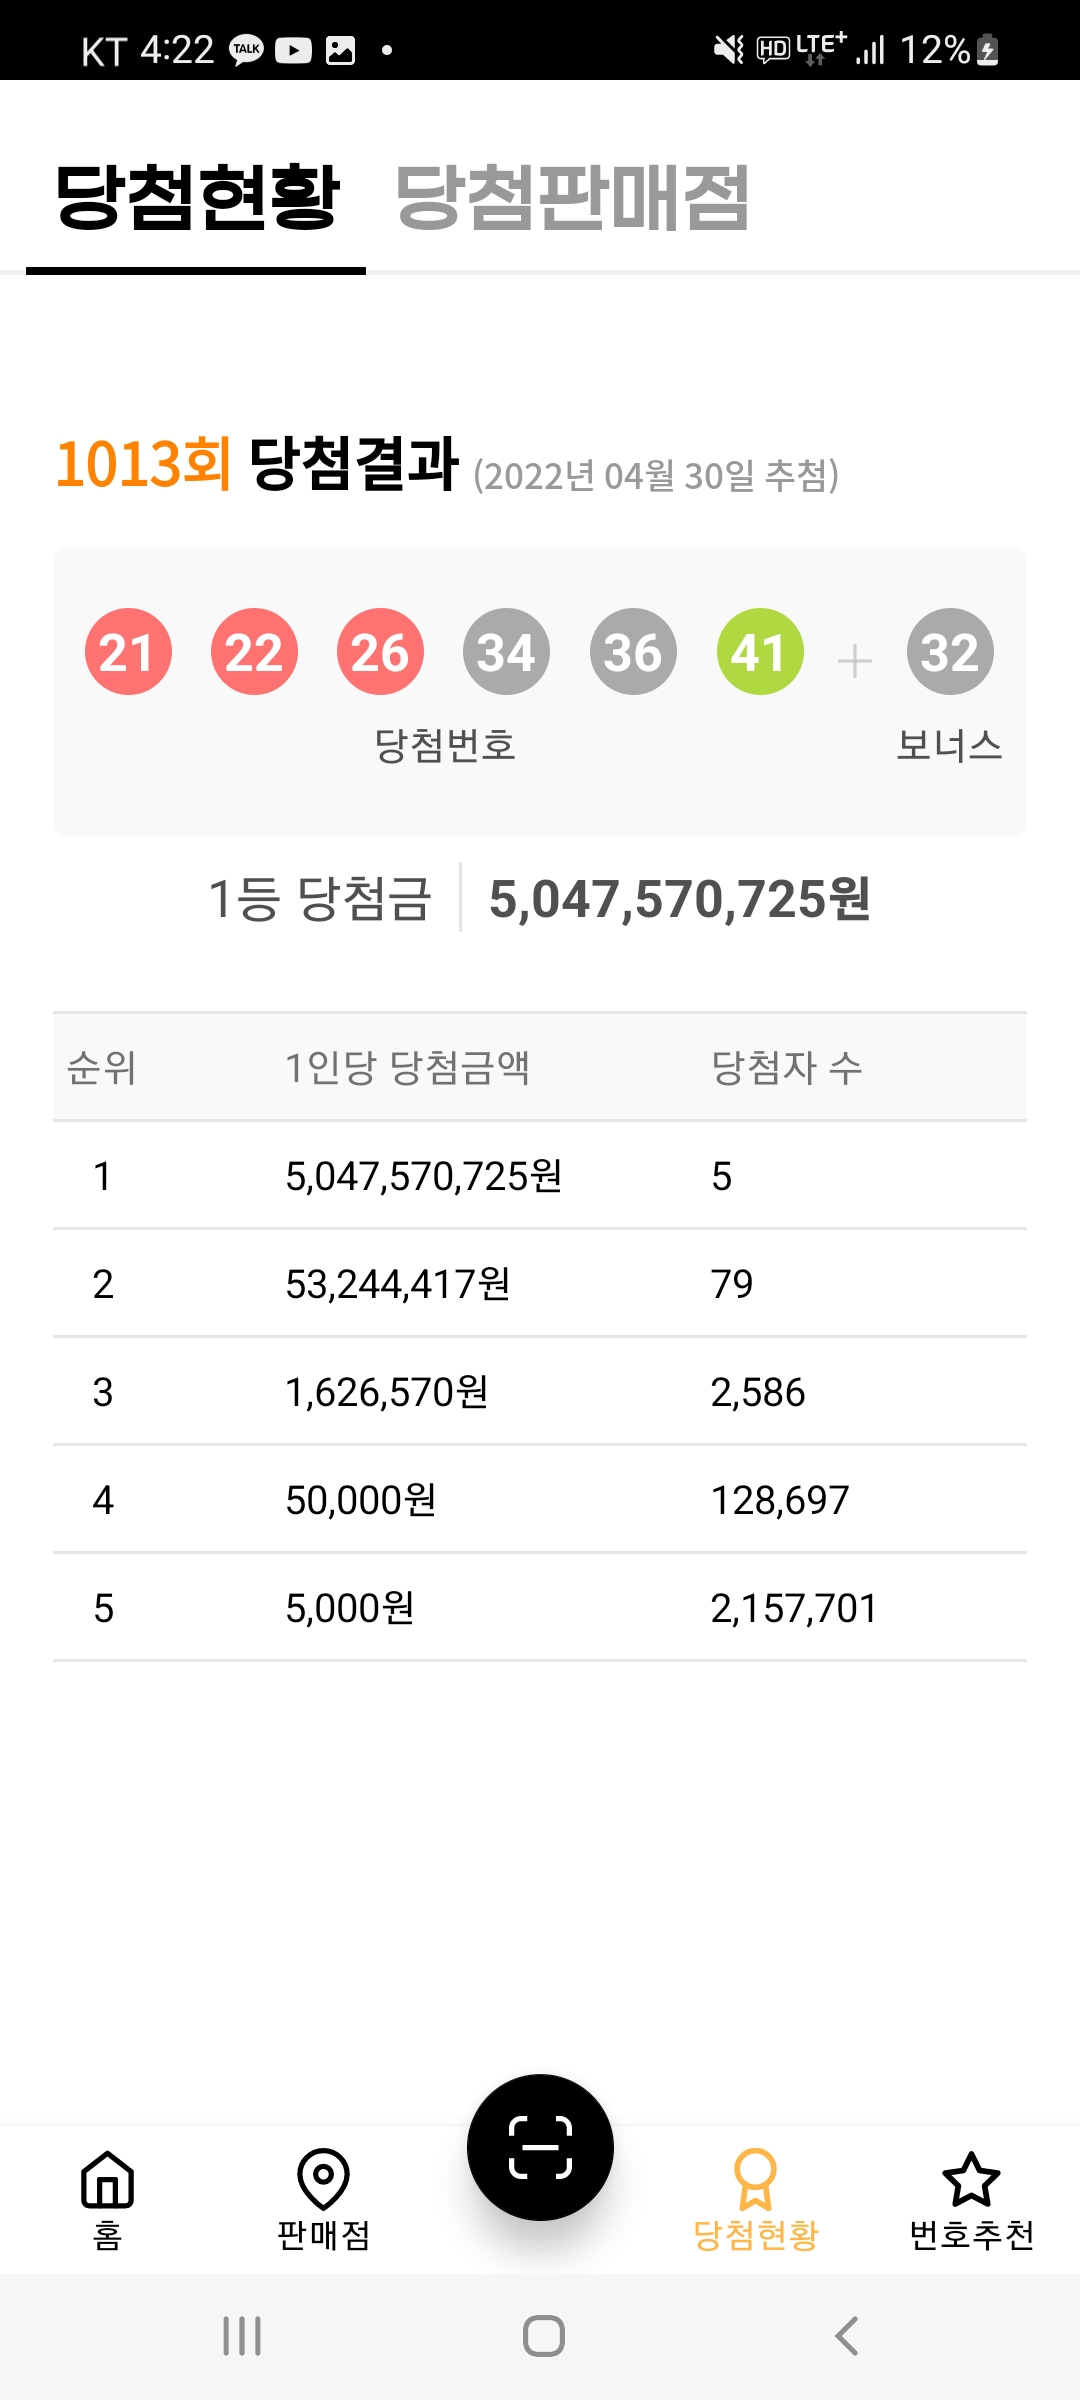 KT 4:22 TALK HD LTE+ 12%
당첨현황 당첨판매점
1013회 당첨결과 (2022년 04월 30일 추첨)
21 22 26 34 36 41 + 32
당첨번호 보너스
1등 당첨금 5,047,570,725원
순위 1인당 당첨금액 당첨자 수
1 5,047,570,725원 5
2 53,244,417원 79
3 1,626,570원 2,586
4 50,000원 128,697
5 5,000원 2,157,701
홈 판매점 당첨현황 번호추천